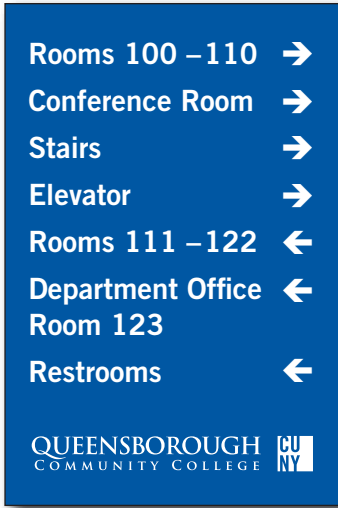 Rooms 100 –110 →
Conference Room →
Stairs →
Elevator →
Rooms 111 –122 ←
Department Office ←
Room 123
Restrooms ←
QUEENSBOROUGH CU
COMMUNITY COLLEGE NY